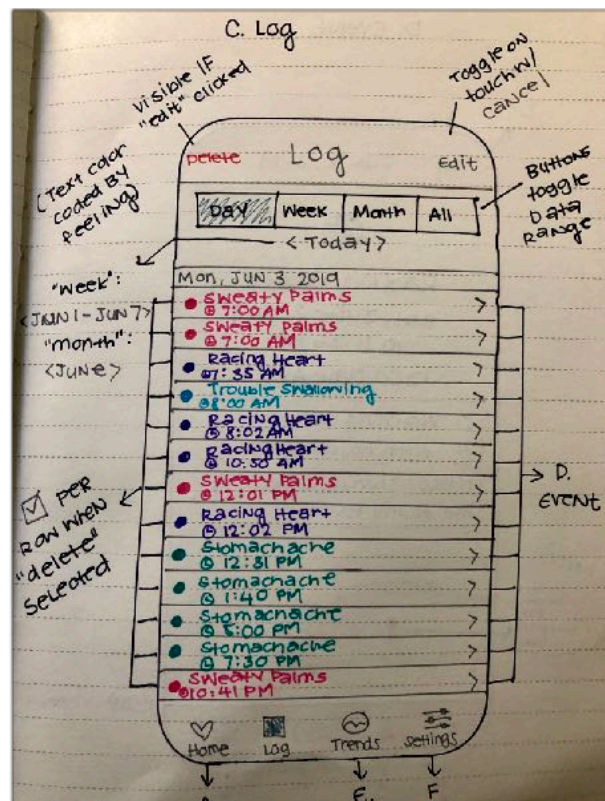 C. Log
visible IF
"edit" clicked
Toggle on
touch w/
cancel
(Text color
coded by
feeling)
Buttons
toggle
Data
Range
Delete Log Edit
Day Week Month All
< Today >
"week":
<JUN 1 - JUN 7>
"month":
<June>
Mon, JUN 3 2019
Sweaty Palms
7:00 AM
Sweaty Palms
7:00 AM
Racing Heart
7:35 AM
Trouble Swallowing
8:00 AM
Racing Heart
8:02 AM
Racing Heart
10:30 AM
Sweaty Palms
12:01 PM
Racing Heart
12:02 PM
Stomachache
12:31 PM
Stomachache
1:40 PM
Stomachache
5:00 PM
Stomachache
7:30 PM
Sweaty Palms
10:41 PM
PER
ROW WHEN
"delete"
selected
D.
EVENT
Home Log Trends Settings
F